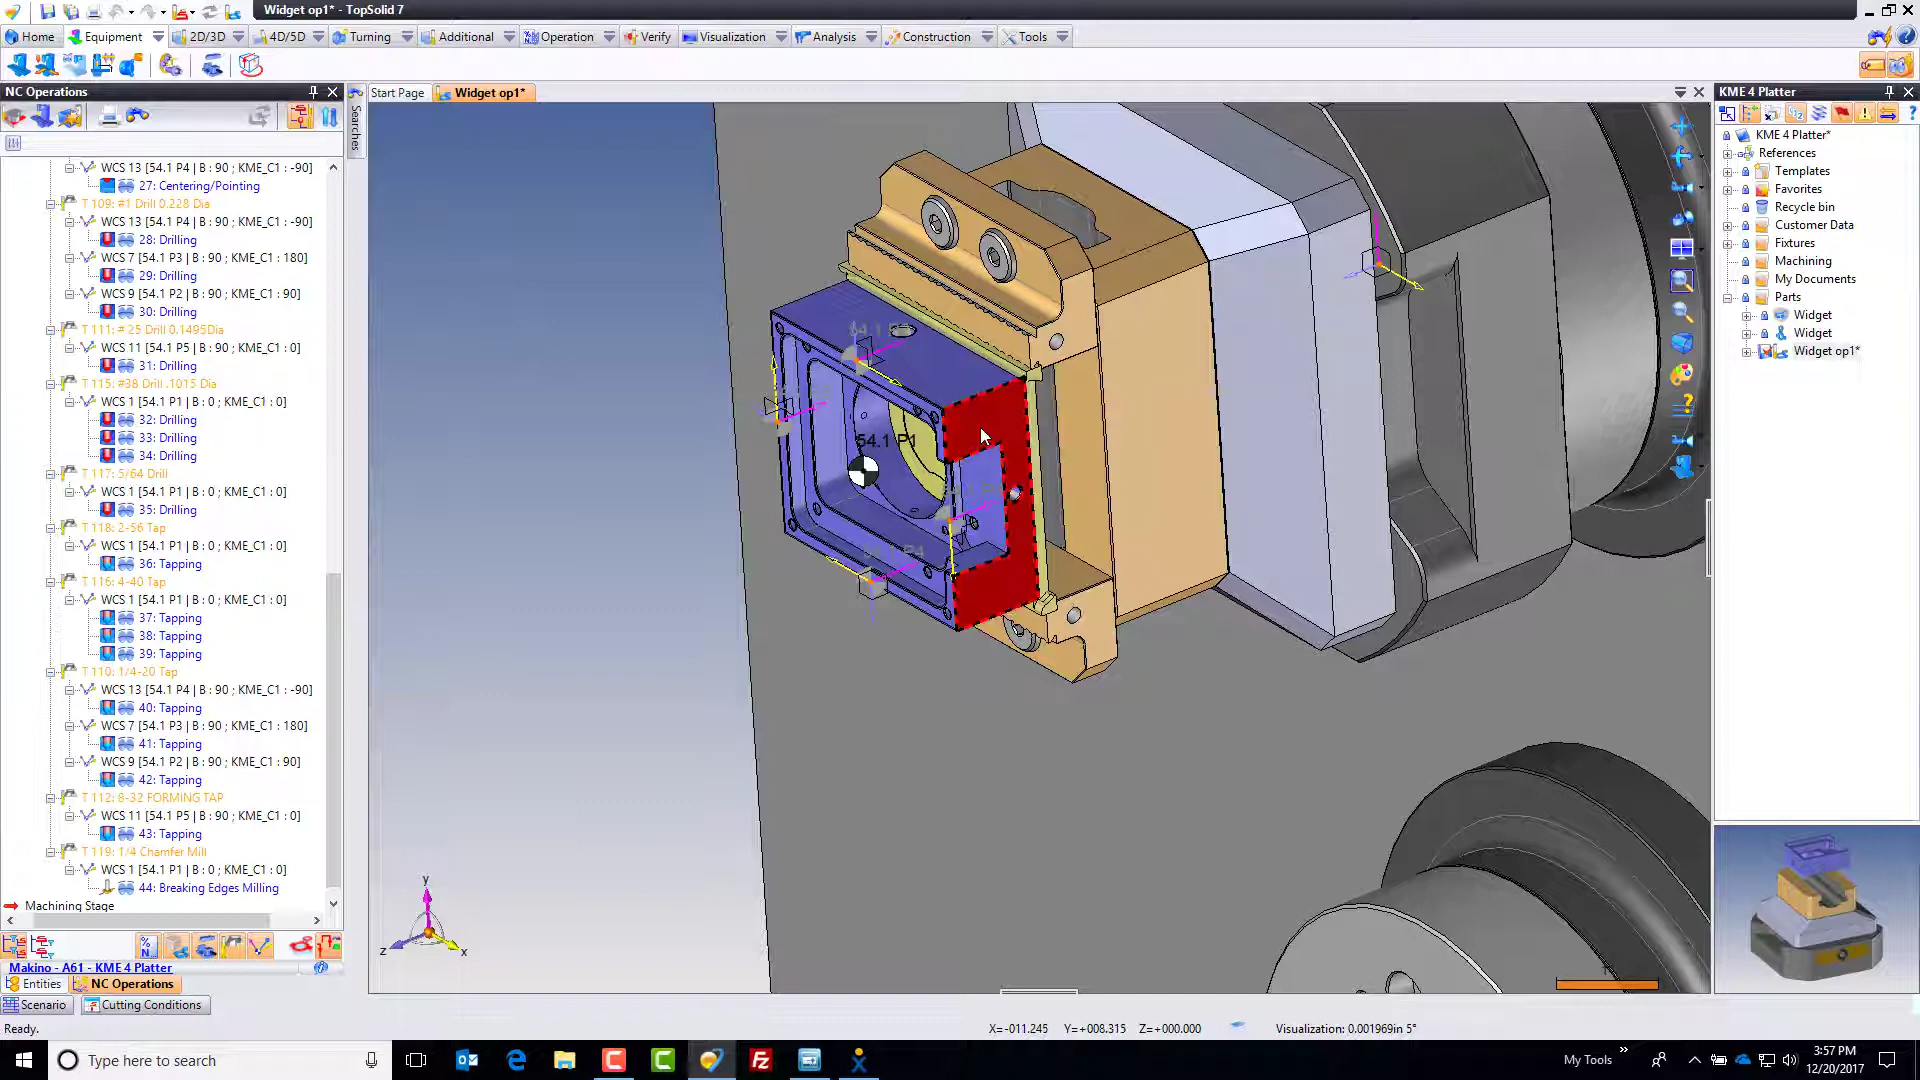 Widget op1* - TopSolid 7
Home
Equipment
2D/3D
4D/5D
Turning
Additional
Operation
Verify
Visualization
Analysis
Construction
Tools
NC Operations
Searches
Start Page
Widget op1*
KME 4 Platter
WCS 13 [54.1 P4 | B : 90 ; KME_C1 : -90]
27: Centering/Pointing
T 109: #1 Drill 0.228 Dia
WCS 13 [54.1 P4 | B : 90 ; KME_C1 : -90]
28: Drilling
WCS 7 [54.1 P3 | B : 90 ; KME_C1 : 180]
29: Drilling
WCS 9 [54.1 P2 | B : 90 ; KME_C1 : 90]
30: Drilling
T 111: # 25 Drill 0.1495Dia
WCS 11 [54.1 P5 | B : 90 ; KME_C1 : 0]
31: Drilling
T 115: #38 Drill .1015 Dia
WCS 1 [54.1 P1 | B : 0 ; KME_C1 : 0]
32: Drilling
33: Drilling
34: Drilling
T 117: 5/64 Drill
WCS 1 [54.1 P1 | B : 0 ; KME_C1 : 0]
35: Drilling
T 118: 2-56 Tap
WCS 1 [54.1 P1 | B : 0 ; KME_C1 : 0]
36: Tapping
T 116: 4-40 Tap
WCS 1 [54.1 P1 | B : 0 ; KME_C1 : 0]
37: Tapping
38: Tapping
39: Tapping
T 110: 1/4-20 Tap
WCS 13 [54.1 P4 | B : 90 ; KME_C1 : -90]
40: Tapping
WCS 7 [54.1 P3 | B : 90 ; KME_C1 : 180]
41: Tapping
WCS 9 [54.1 P2 | B : 90 ; KME_C1 : 90]
42: Tapping
T 112: 8-32 FORMING TAP
WCS 11 [54.1 P5 | B : 90 ; KME_C1 : 0]
43: Tapping
T 119: 1/4 Chamfer Mill
WCS 1 [54.1 P1 | B : 0 ; KME_C1 : 0]
44: Breaking Edges Milling
Machining Stage
Makino - A61 - KME 4 Platter
Entities
NC Operations
Scenario
Cutting Conditions
54.1 P1
54.1 P4
y
z
x
KME 4 Platter*
References
Templates
Favorites
Recycle bin
Customer Data
Fixtures
Machining
My Documents
Parts
Widget
Widget
Widget op1*
Ready.
X=-011.245
Y=+008.315
Z=+000.000
Visualization: 0.001969in 5°
Type here to search
My Tools
3:57 PM
12/20/2017